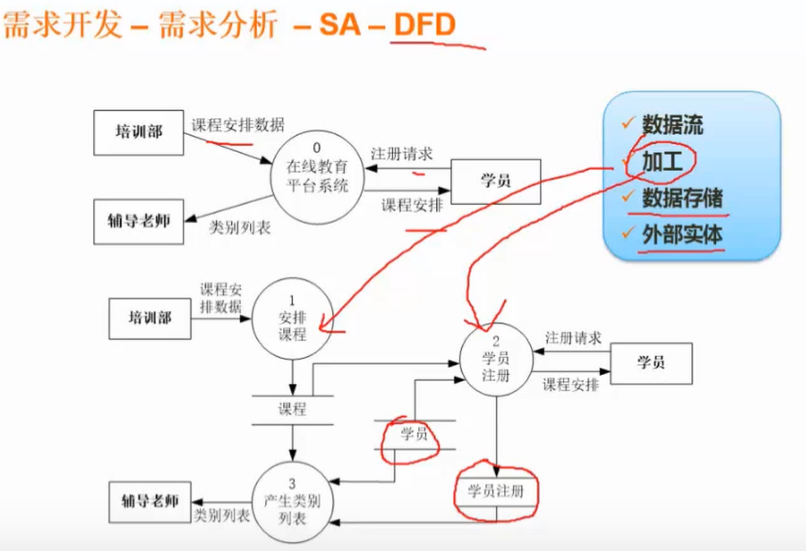 需求开发 – 需求分析 – SA – DFD
培训部
课程安排数据
0
在线教育
平台系统
注册请求
学员
课程安排
辅导老师
类别列表
数据流
加工
数据存储
外部实体
培训部
课程安
排数据
1
安排
课程
2
学员
注册
注册请求
学员
课程安排
课程
学员
学员注册
3
产生类别
列表
辅导老师
类别列表